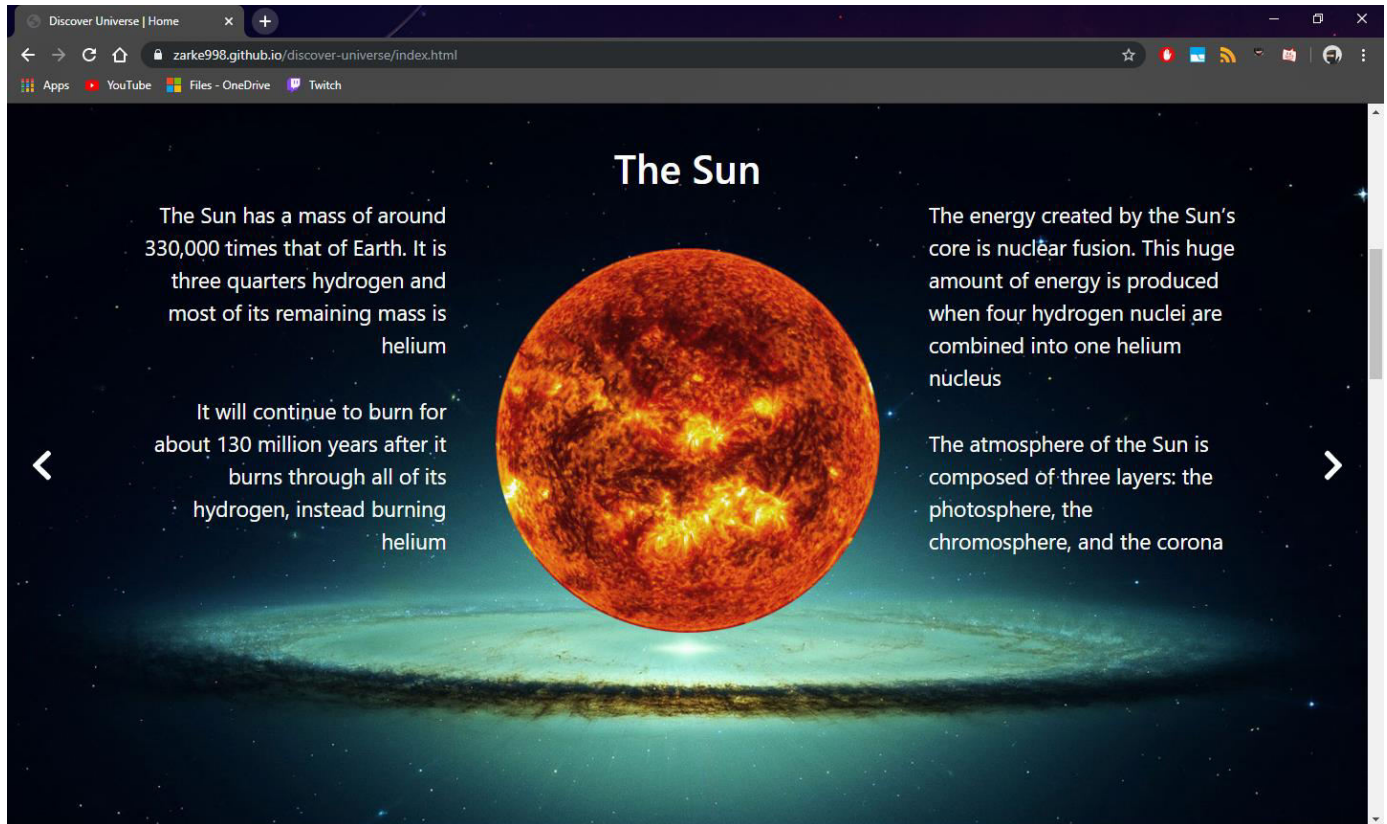 Discover Universe | Home
zarke998.github.io/discover-universe/index.html
Apps
YouTube
Files - OneDrive
Twitch
The Sun
The Sun has a mass of around
330,000 times that of Earth. It is
three quarters hydrogen and
most of its remaining mass is
helium
It will continue to burn for
about 130 million years after it
burns through all of its
hydrogen, instead burning
helium
The energy created by the Sun’s
core is nuclear fusion. This huge
amount of energy is produced
when four hydrogen nuclei are
combined into one helium
nucleus
The atmosphere of the Sun is
composed of three layers: the
photosphere, the
chromosphere, and the corona